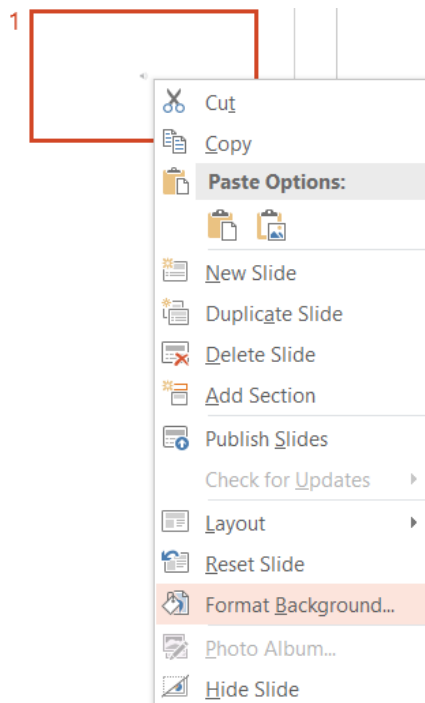 1
Cut
Copy
Paste Options:
New Slide
Duplicate Slide
Delete Slide
Add Section
Publish Slides
Check for Updates
Layout
Reset Slide
Format Background...
Photo Album...
Hide Slide